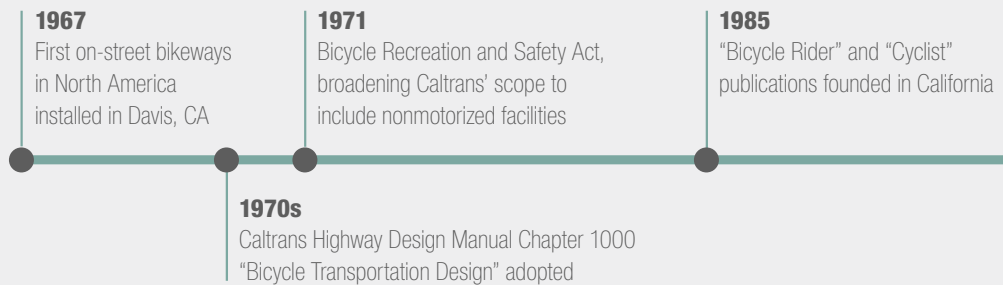 1967
First on-street bikeways
in North America
installed in Davis, CA
1970s
Caltrans Highway Design Manual Chapter 1000
“Bicycle Transportation Design” adopted
1971
Bicycle Recreation and Safety Act,
broadening Caltrans’ scope to
include nonmotorized facilities
1985
“Bicycle Rider” and “Cyclist”
publications founded in California